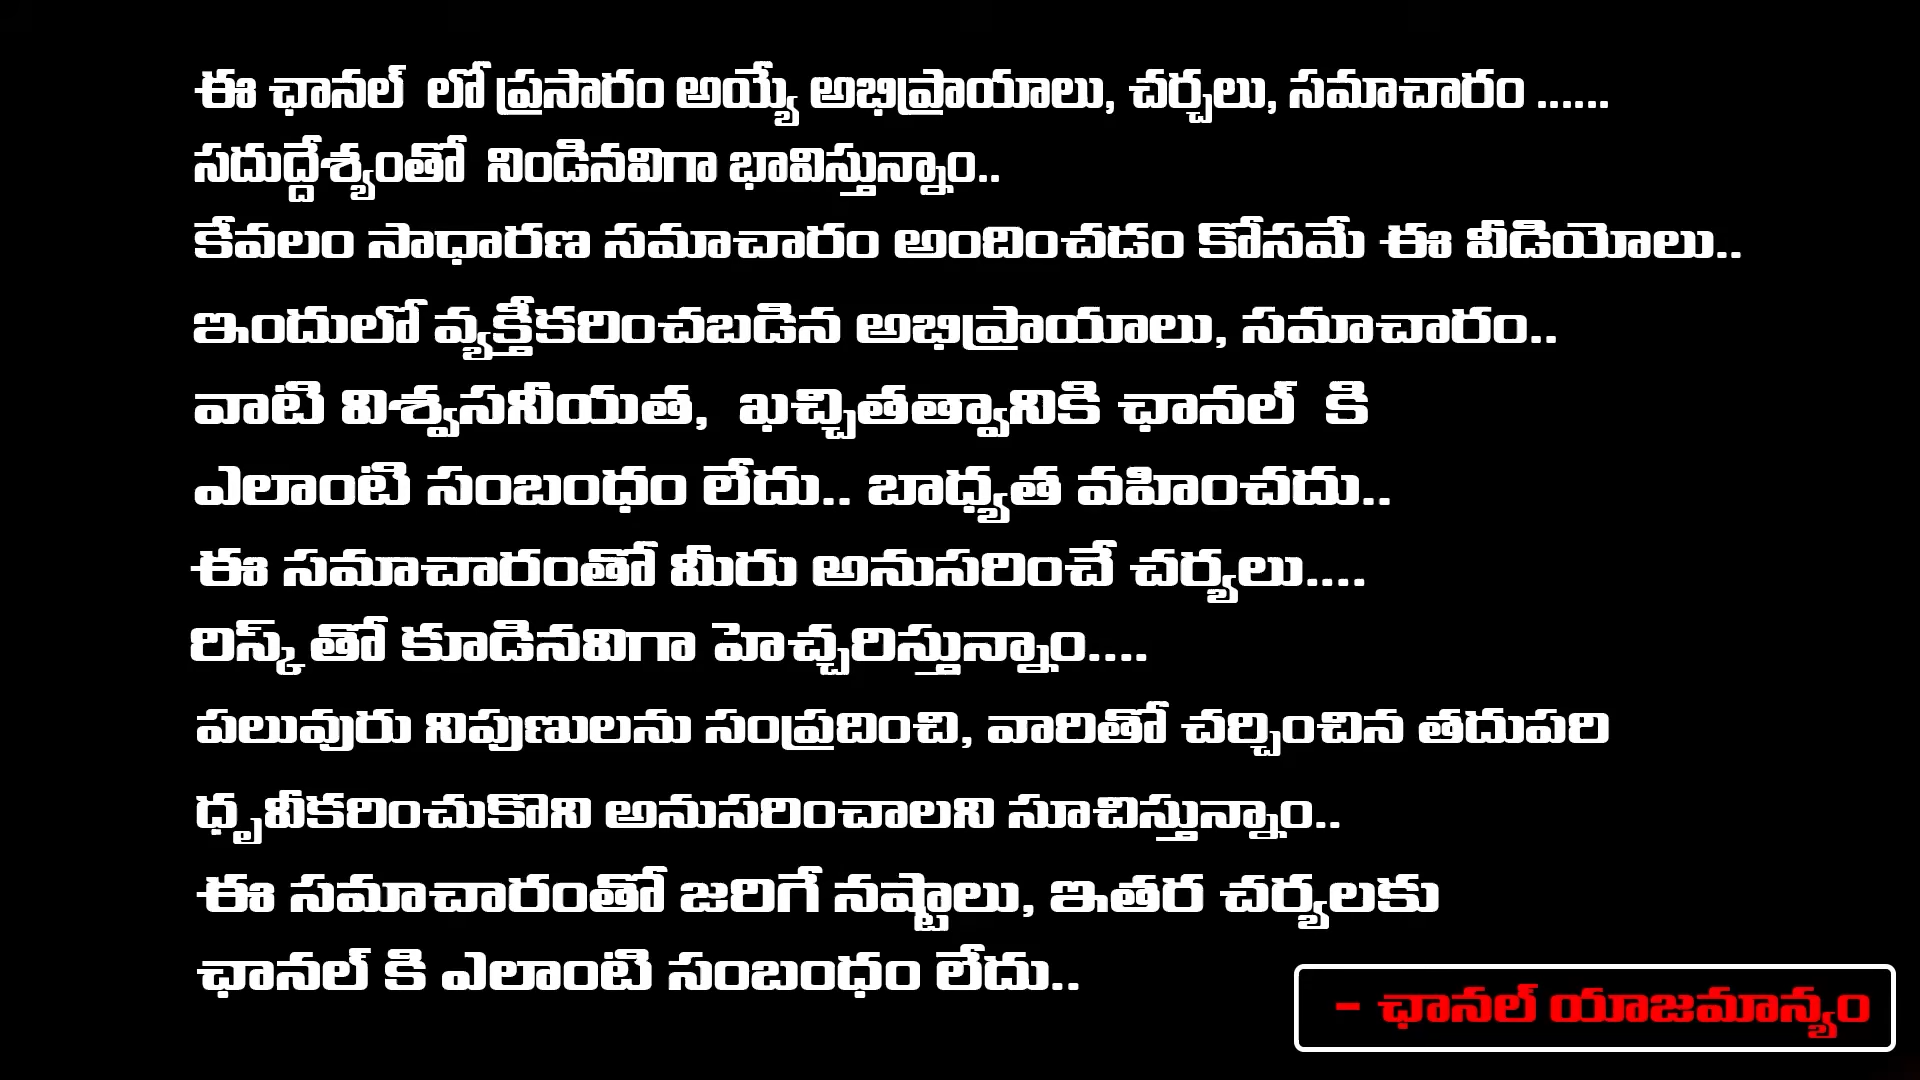 ఈ ఛానల్ లో ప్రసారం అయ్యే అభిప్రాయాలు, చర్చలు, సమాచారం ......
సదుద్దేశ్యంతో నిండినవిగా భావిస్తున్నాం..
కేవలం సాధారణ సమాచారం అందించడం కోసమే ఈ వీడియోలు..
ఇందులో వ్యక్తీకరించబడిన అభిప్రాయాలు, సమాచారం..
వాటి విశ్వసనీయత, ఖచ్చితత్వానికి ఛానల్ కి
ఎలాంటి సంబంధం లేదు.. బాధ్యత వహించదు..
ఈ సమాచారంతో మీరు అనుసరించే చర్యలు....
రిస్క్ తో కూడినవిగా హెచ్చరిస్తున్నాం....
పలువురు నిపుణులను సంప్రదించి, వారితో చర్చించిన తదుపరి
ధృవీకరించుకొని అనుసరించాలని సూచిస్తున్నాం..
ఈ సమాచారంతో జరిగే నష్టాలు, ఇతర చర్యలకు
ఛానల్ కి ఎలాంటి సంబంధం లేదు..
- ఛానల్ యాజమాన్యం